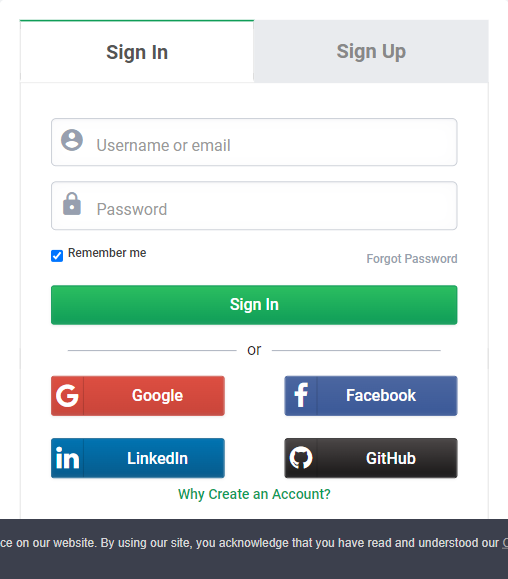 Sign In
Sign Up
Username or email
Password
Remember me
Forgot Password
Sign In
or
Google
Facebook
LinkedIn
GitHub
Why Create an Account?
ce on our website. By using our site, you acknowledge that you have read and understood our